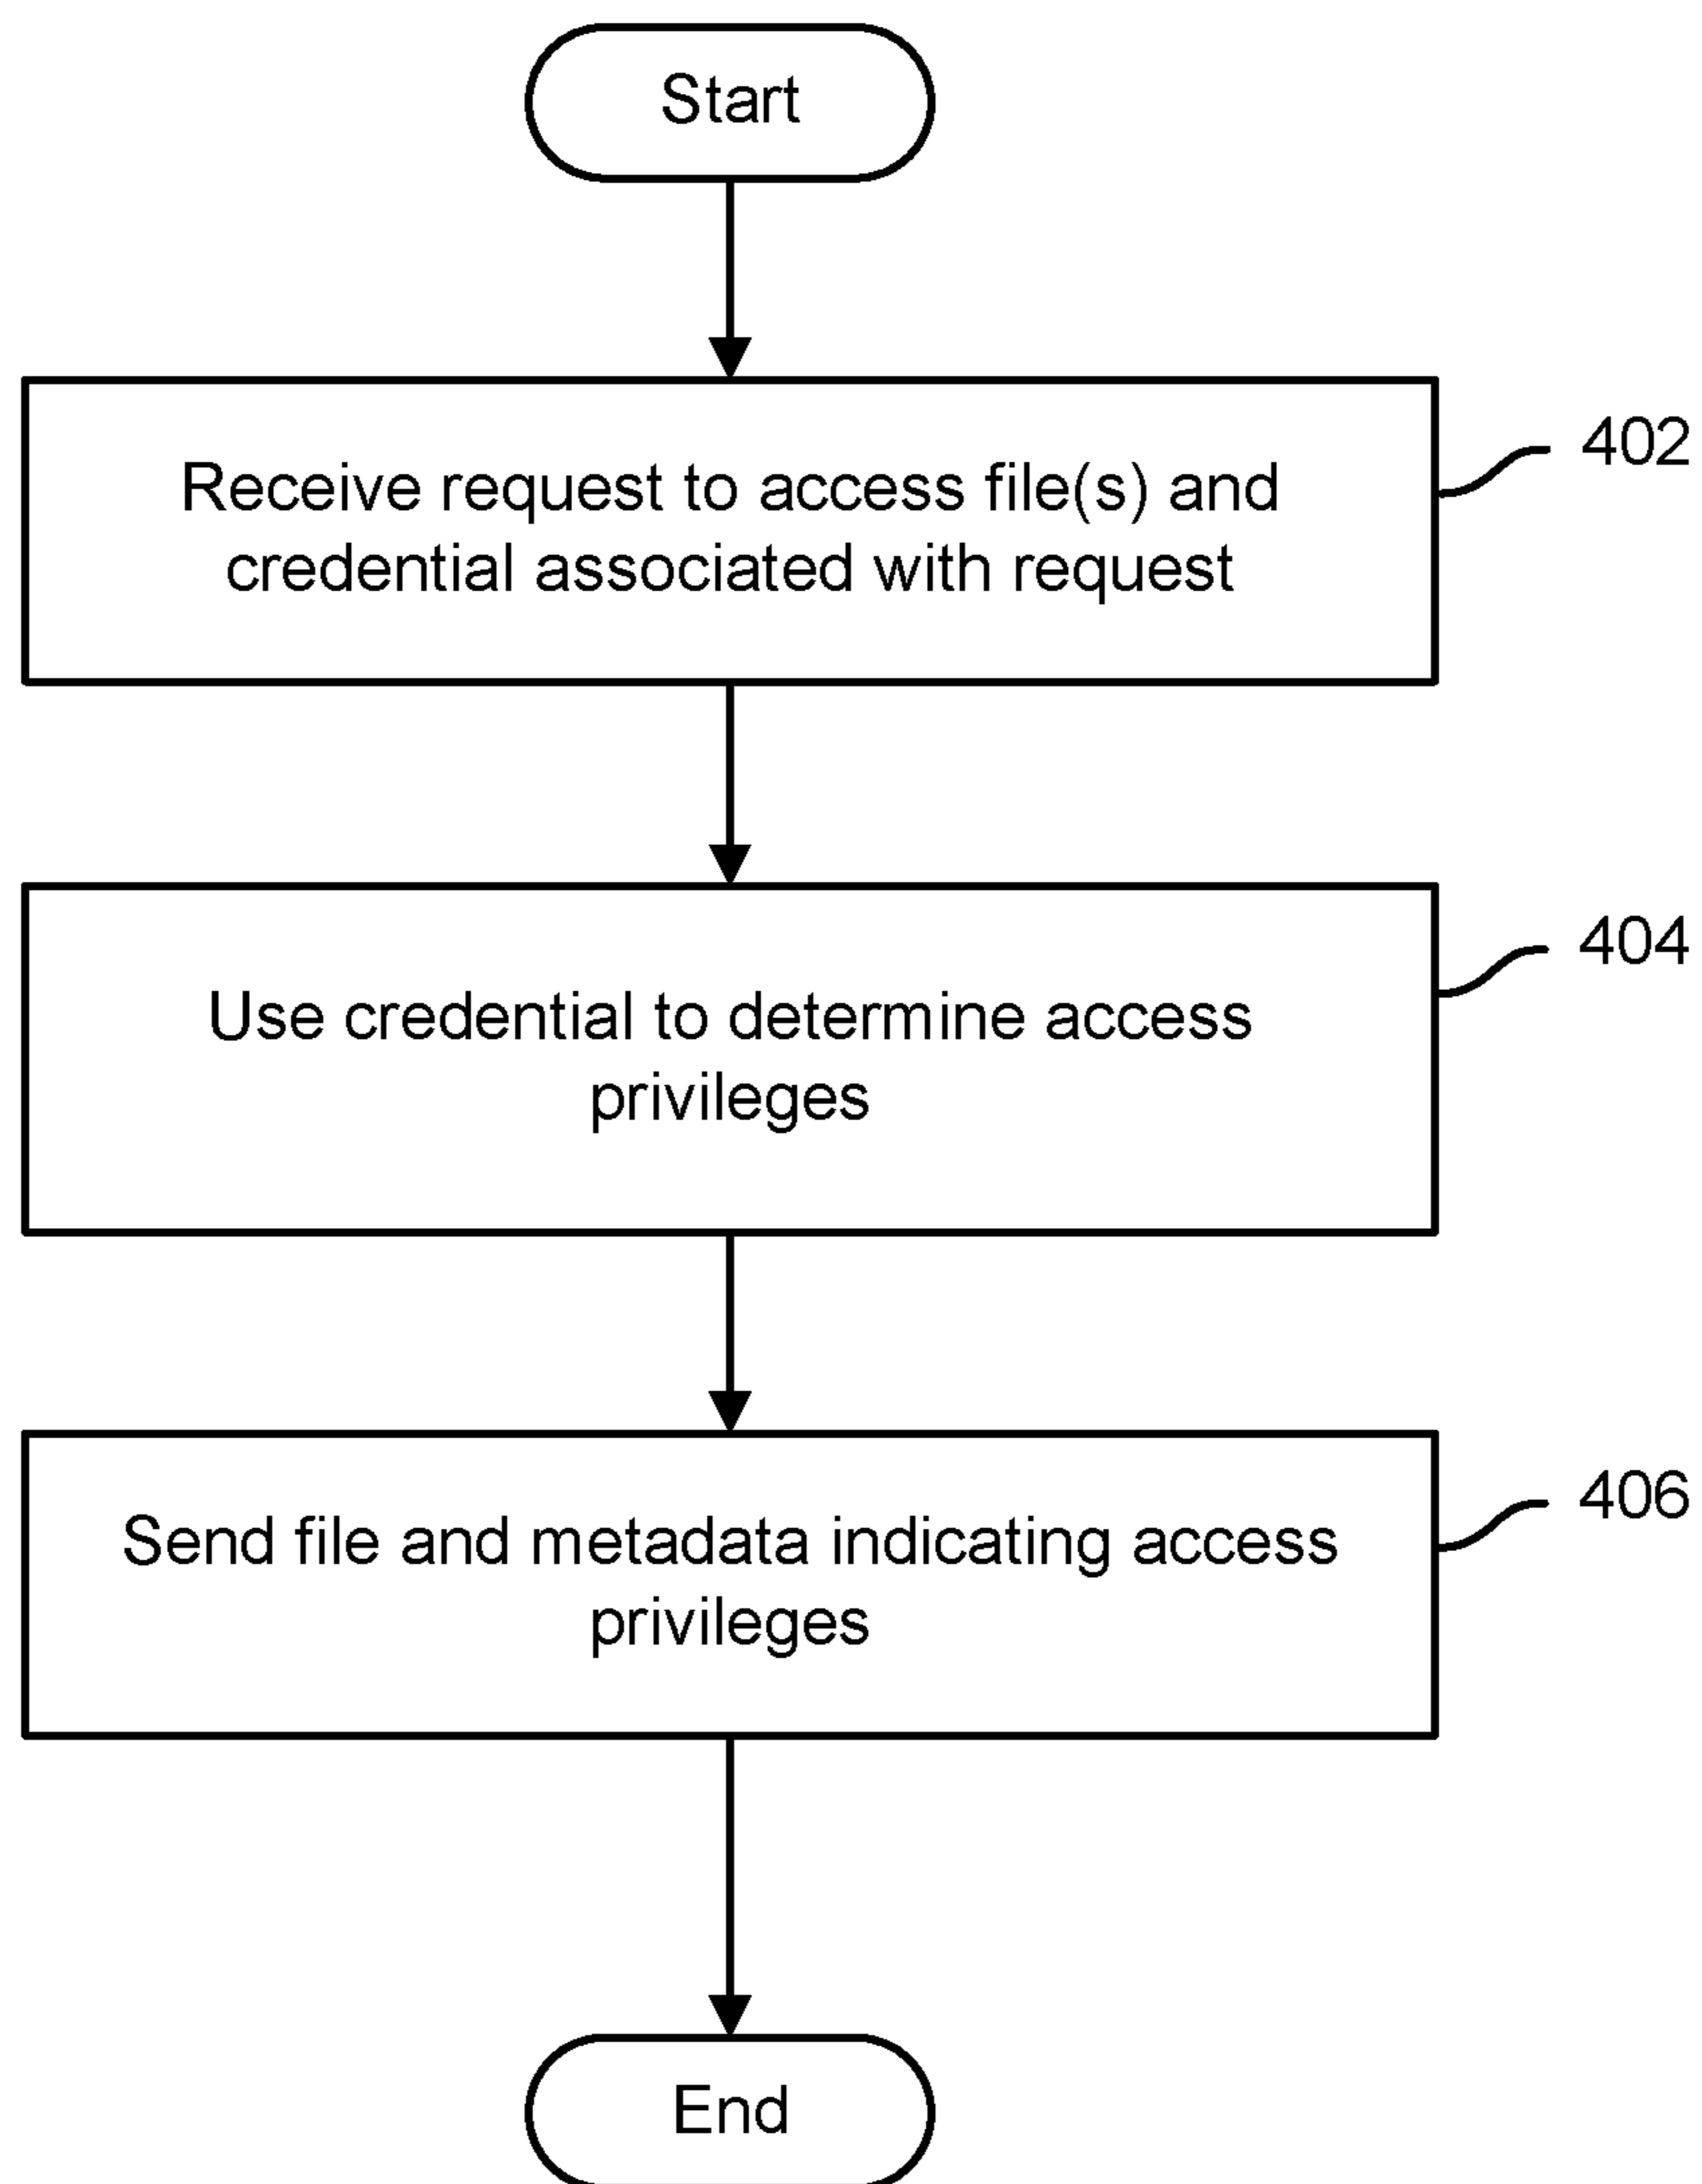 Start
Receive request to access file(s) and
credential associated with request
402
Use credential to determine access
privileges
404
Send file and metadata indicating access
privileges
406
End